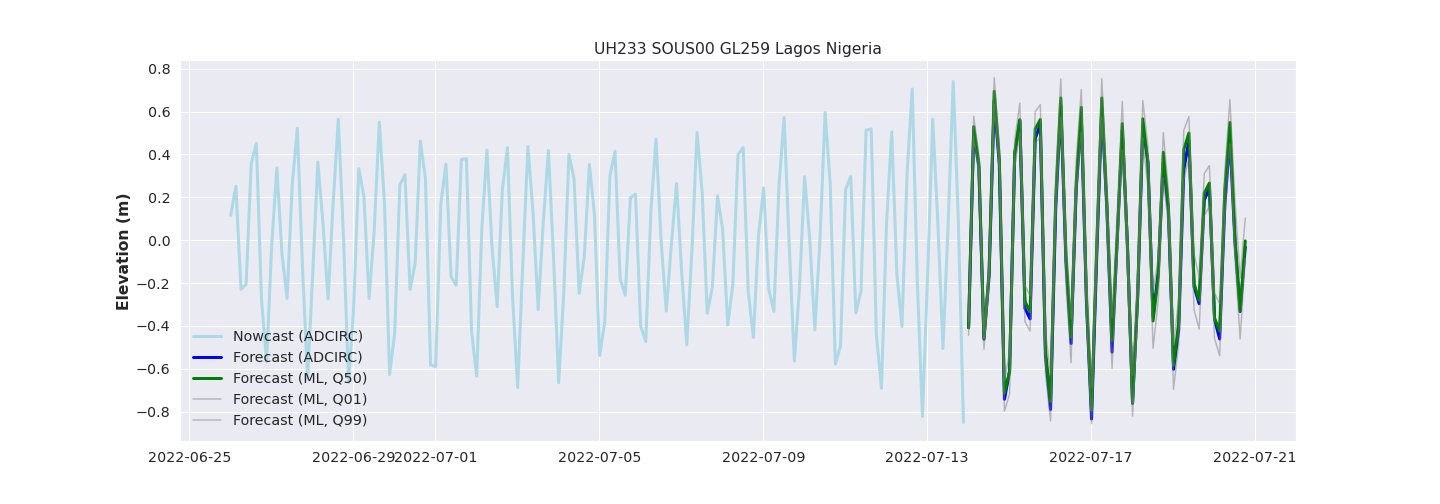 UH233 SOUS00 GL259 Lagos Nigeria
Elevation (m)
0.8
0.6
0.4
0.2
0.0
−0.2
−0.4
−0.6
−0.8
Nowcast (ADCIRC)
Forecast (ADCIRC)
Forecast (ML, Q50)
Forecast (ML, Q01)
Forecast (ML, Q99)
2022-06-25 2022-06-29 2022-07-01 2022-07-05 2022-07-09 2022-07-13 2022-07-17 2022-07-21